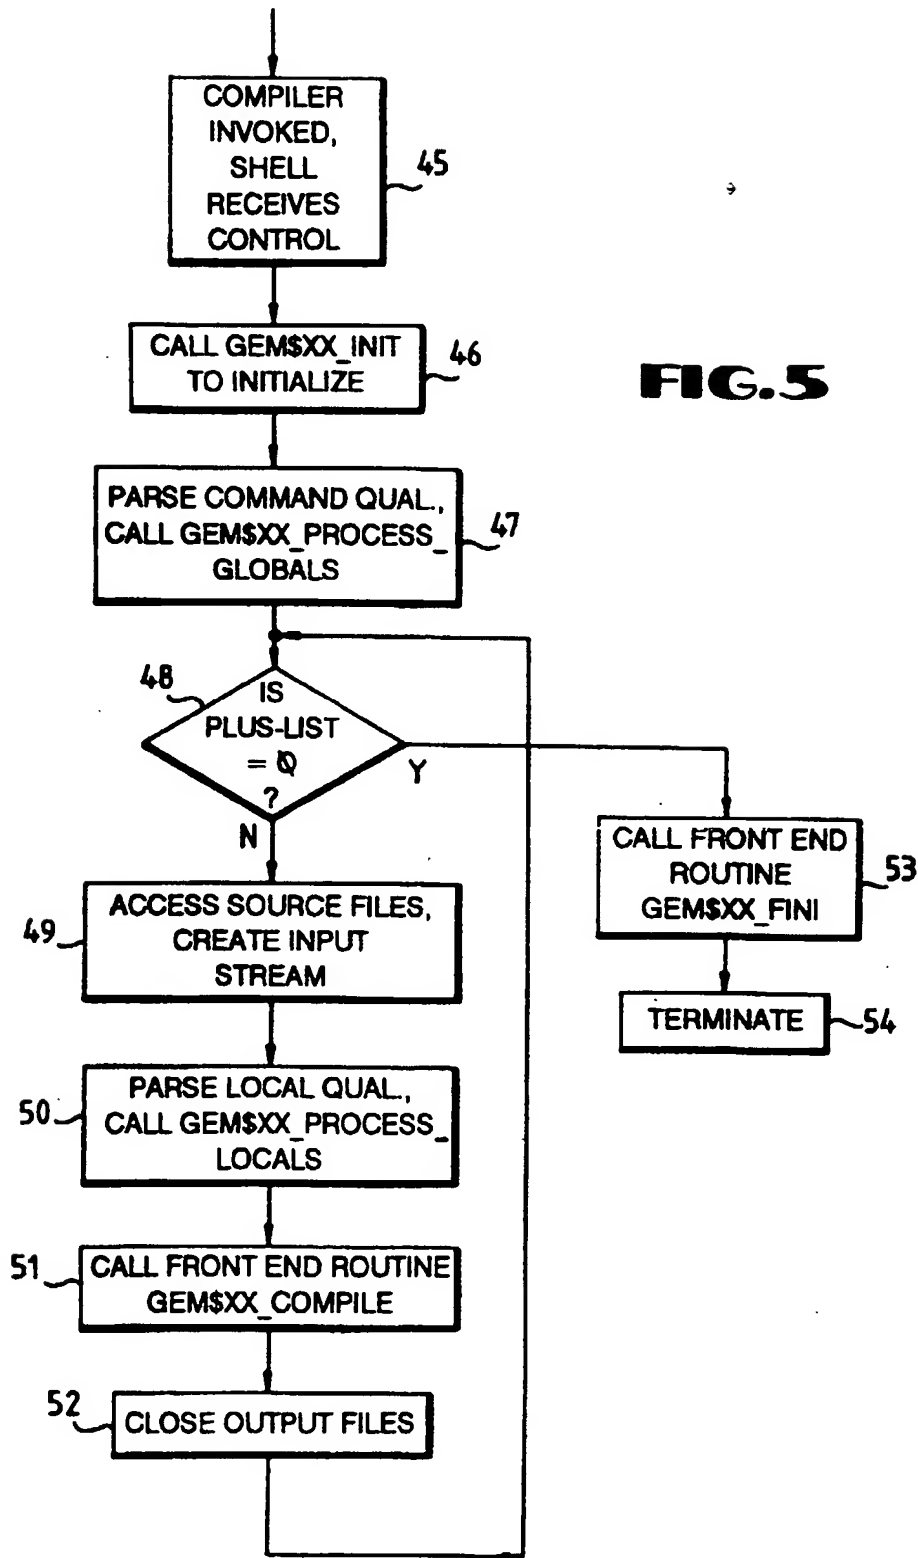 COMPILER
INVOKED,
SHELL
RECEIVES
CONTROL
45
CALL GEM$XX_INIT
TO INITIALIZE
46
FIG.5
PARSE COMMAND QUAL.,
CALL GEM$XX_PROCESS_
GLOBALS
47
48
IS
PLUS-LIST
= 0
?
Y
N
CALL FRONT END
ROUTINE
GEM$XX_FINI
53
49
ACCESS SOURCE FILES,
CREATE INPUT
STREAM
TERMINATE
54
50
PARSE LOCAL QUAL.,
CALL GEM$XX_PROCESS_
LOCALS
51
CALL FRONT END ROUTINE
GEM$XX_COMPILE
52
CLOSE OUTPUT FILES